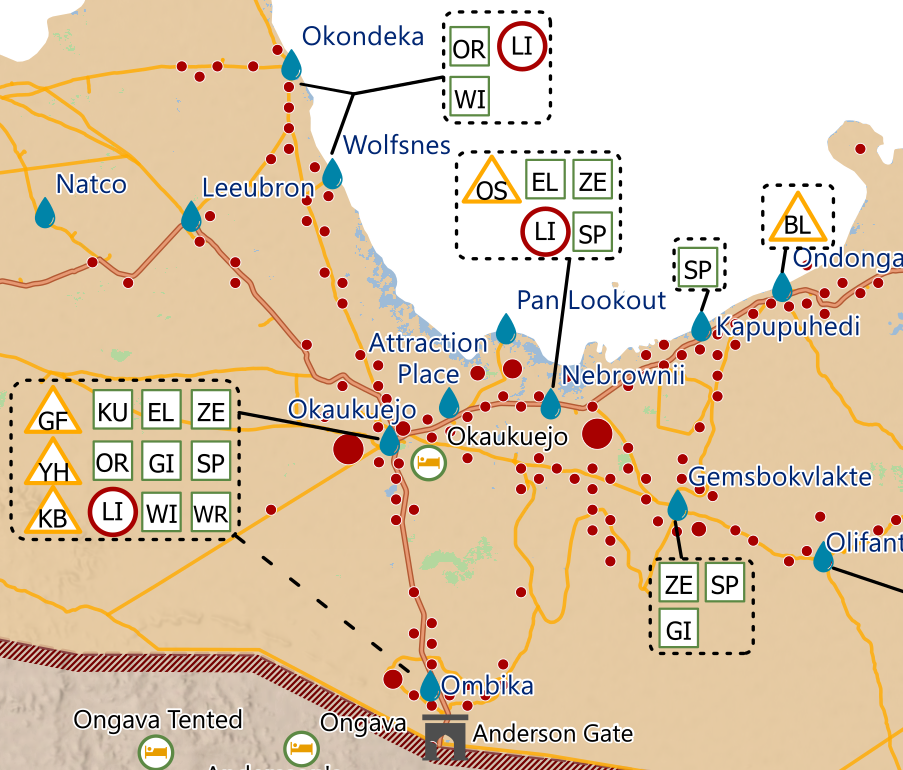 Okondeka
OR LI
WI
Wolfsnes
Natco
Leeubron
OS EL ZE
LI SP
BL
SP
Ondonga
Pan Lookout
Kapupuhedi
Attraction
Place
Nebrownii
GF KU EL ZE
YH OR GI SP
KB LI WI WR
Okaukuejo
Okaukuejo
Gemsbokvlakte
Olifant
ZE SP
GI
Ombika
Ongava Tented
Ongava
Anderson Gate